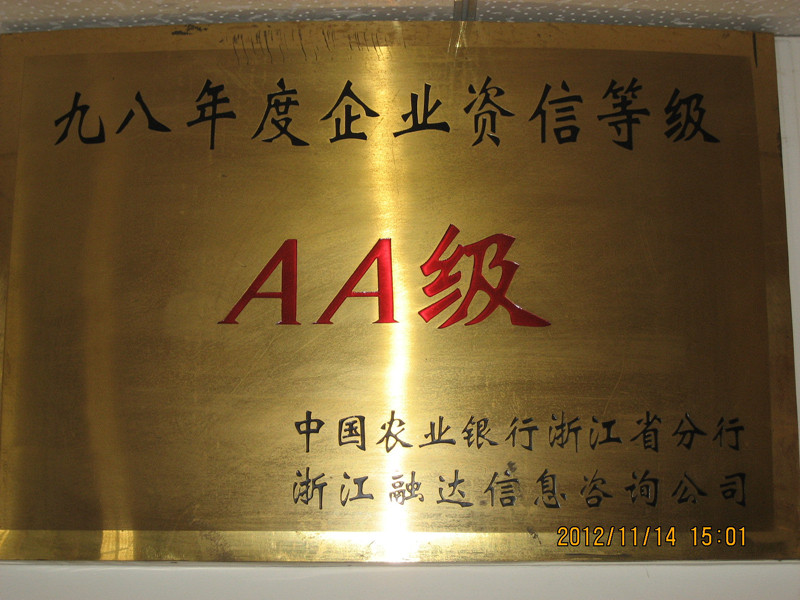 九八年度企业资信等级
AA级
中国农业银行浙江省分行
浙江融达信息咨询公司
2012/11/14 15:01